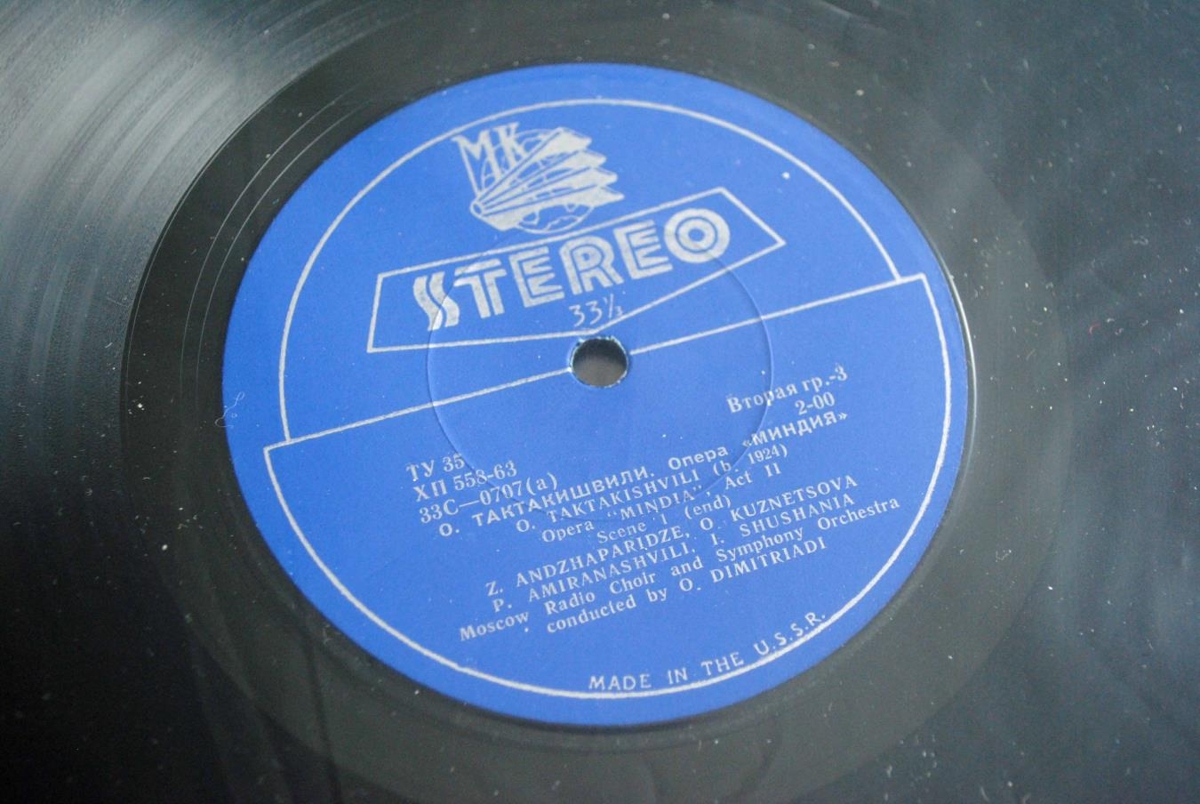 МК
STEREO
33⅓
Вторая гр.-3
2-00
ТУ 35
ХП 558-63
33С—0707(а)
О. ТАКТАКИШВИЛИ. Опера «МИНДИЯ»
O. TAKTAKISHVILI (b. 1924)
Opera "MINDIA", Act II
Scene 1 (end)
Z. ANDZHAPARIDZE, O. KUZNETSOVA
P. AMIRANASHVILI, I. SHUSHANIA
Moscow Radio Choir and Symphony Orchestra
conducted by O. DIMITRIADI
MADE IN THE U.S.S.R.